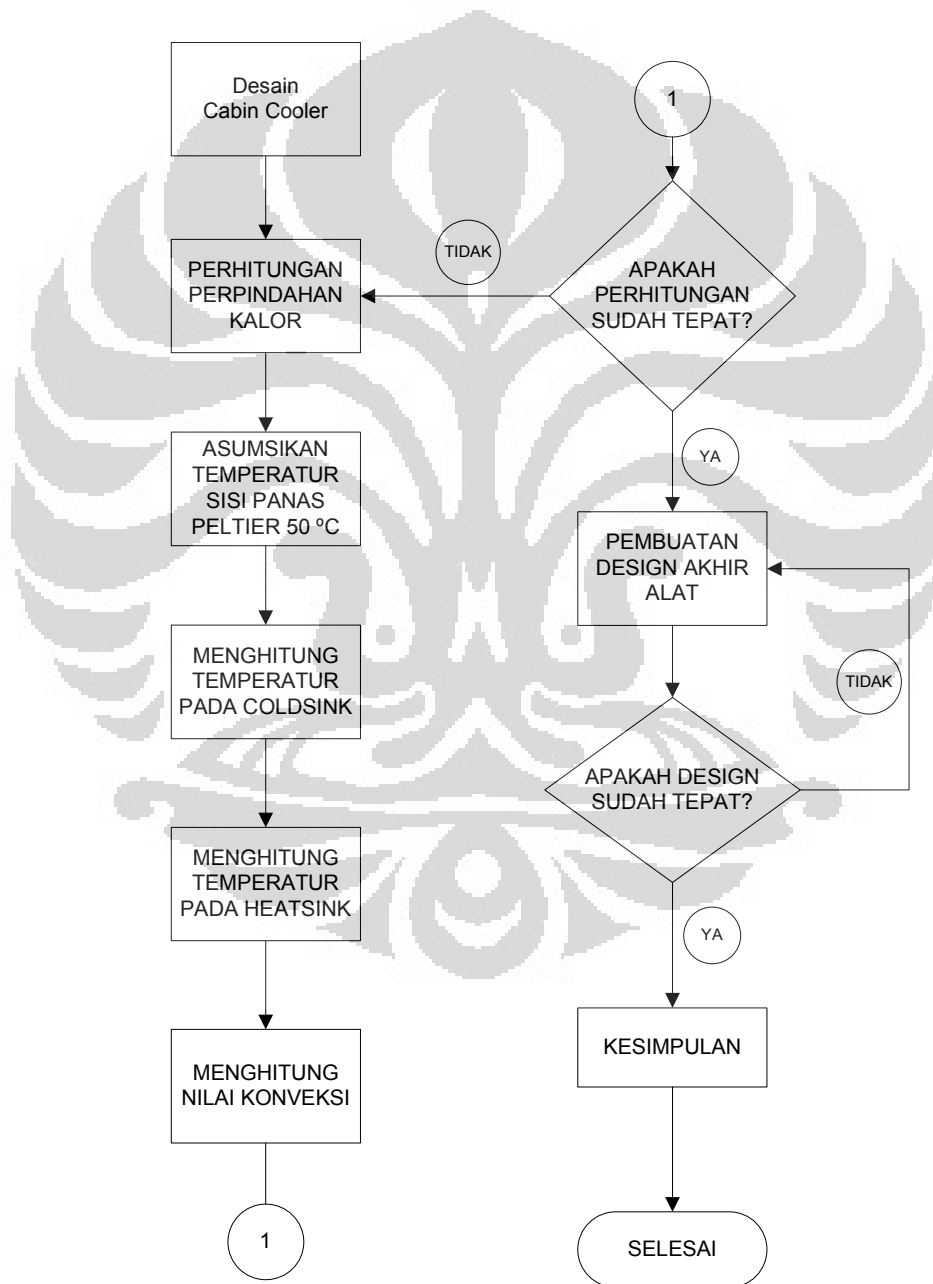 Desain
Cabin Cooler
PERHITUNGAN
PERPINDAHAN
KALOR
ASUMSIKAN
TEMPERATUR
SISI PANAS
PELTIER 50 ºC
MENGHITUNG
TEMPERATUR
PADA COLDSINK
MENGHITUNG
TEMPERATUR
PADA HEATSINK
MENGHITUNG
NILAI KONVEKSI
1
1
APAKAH
PERHITUNGAN
SUDAH TEPAT?
TIDAK
YA
PEMBUATAN
DESIGN AKHIR
ALAT
TIDAK
APAKAH DESIGN
SUDAH TEPAT?
YA
KESIMPULAN
SELESAI